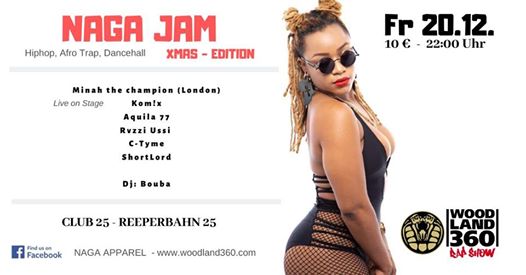 NAGA JAM
Hiphop, Afro Trap, Dancehall
XMAS - EDITION
Fr 20.12.
10 € - 22:00 Uhr
Minah the champion (London)
Live on Stage
Kom!x
Aquila 77
Rvzzi Ussi
C-Tyme
ShortLord
Dj: Bouba
CLUB 25 - REEPERBAHN 25
Find us on
Facebook
NAGA APPAREL - www.woodland360.com
WOOD
LAND
360
RAP SHOW